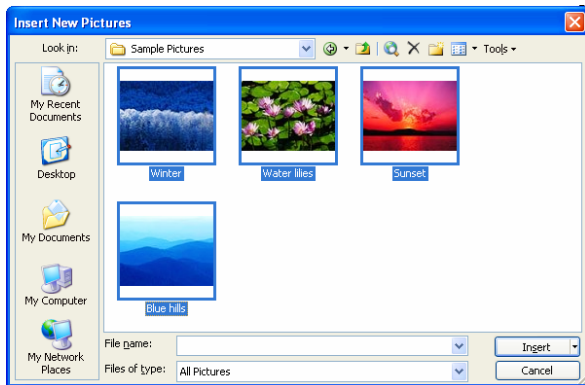 Insert New Pictures
Look in:
Sample Pictures
Tools
My Recent
Documents
Desktop
My Documents
My Computer
My Network
Places
Winter
Water lilies
Sunset
Blue hills
File name:
Insert
Files of type:
All Pictures
Cancel